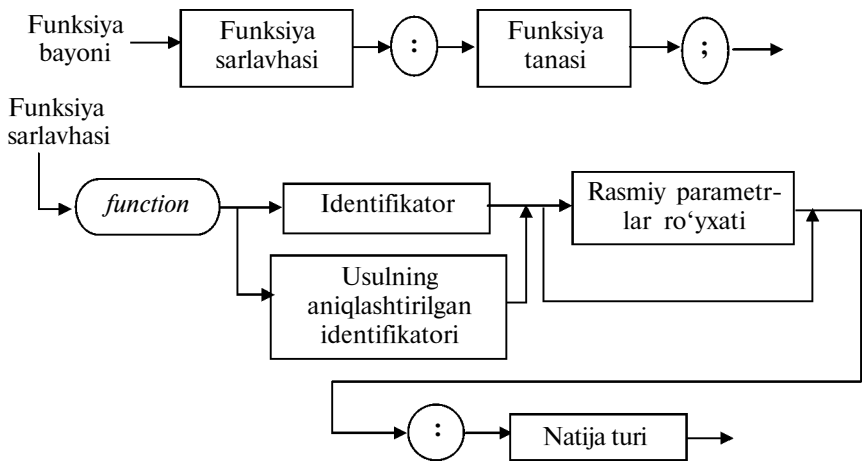 Funksiya
bayoni
Funksiya
sarlavhasi
:
Funksiya
tanasi
;
Funksiya
sarlavhasi
function
Identifikator
Rasmiy parametr-
lar ro‘yxati
Usulning
aniqlashtirilgan
identifikatori
:
Natija turi